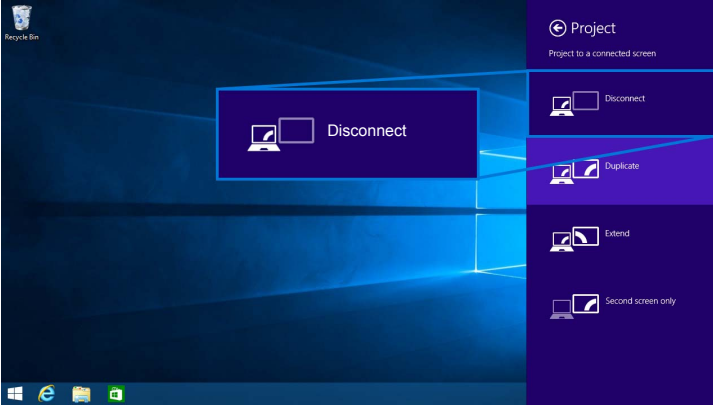 Recycle Bin
Project
Project to a connected screen
Disconnect
Disconnect
Duplicate
Extend
Second screen only